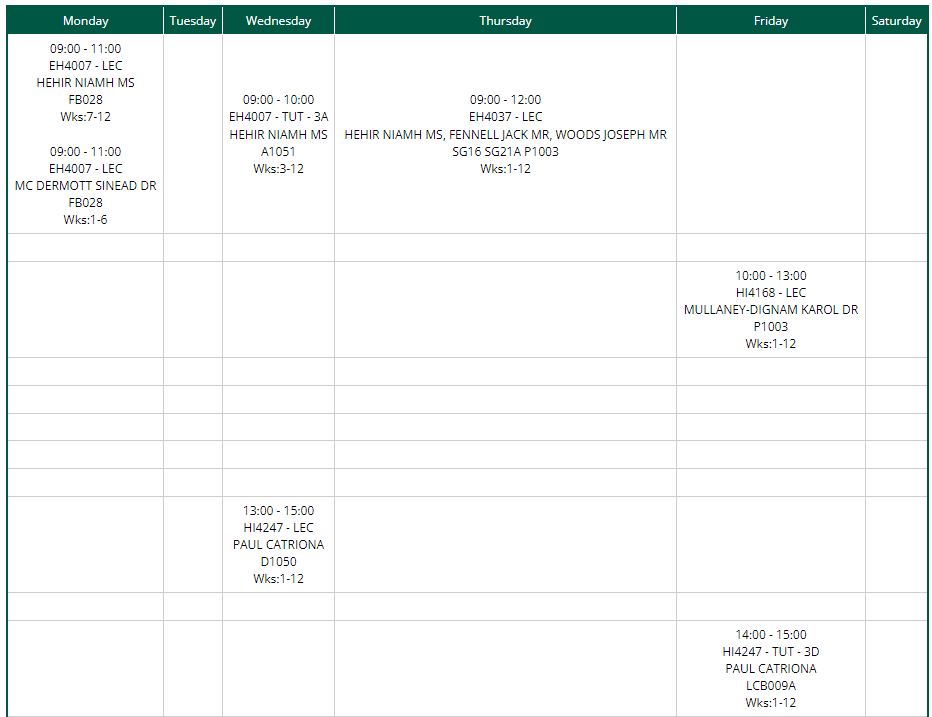 Monday Tuesday Wednesday Thursday Friday Saturday
09:00 - 11:00
EH4007 - LEC
HEHIR NIAMH MS
FB028
Wks:7-12
09:00 - 11:00
EH4007 - LEC
MC DERMOTT SINEAD DR
FB028
Wks:1-6
09:00 - 10:00
EH4007 - TUT - 3A
HEHIR NIAMH MS
A1051
Wks:3-12
09:00 - 12:00
EH4037 - LEC
HEHIR NIAMH MS, FENNELL JACK MR, WOODS JOSEPH MR
SG16 SG21A P1003
Wks:1-12
10:00 - 13:00
HI4168 - LEC
MULLANEY-DIGNAM KAROL DR
P1003
Wks:1-12
13:00 - 15:00
HI4247 - LEC
PAUL CATRIONA
D1050
Wks:1-12
14:00 - 15:00
HI4247 - TUT - 3D
PAUL CATRIONA
LCB009A
Wks:1-12